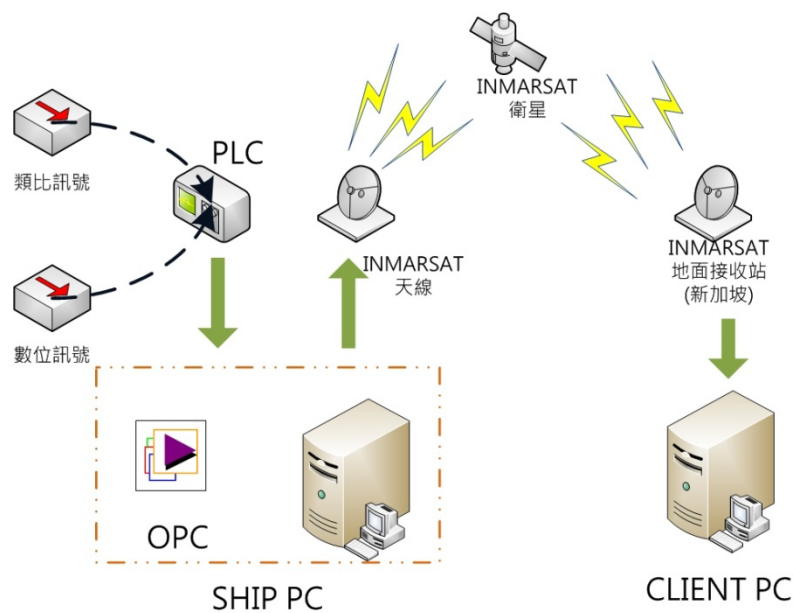 INMARSAT
衛星
PLC
類比訊號
INMARSAT
天線
INMARSAT
地面接收站
(新加坡)
數位訊號
OPC
SHIP PC
CLIENT PC